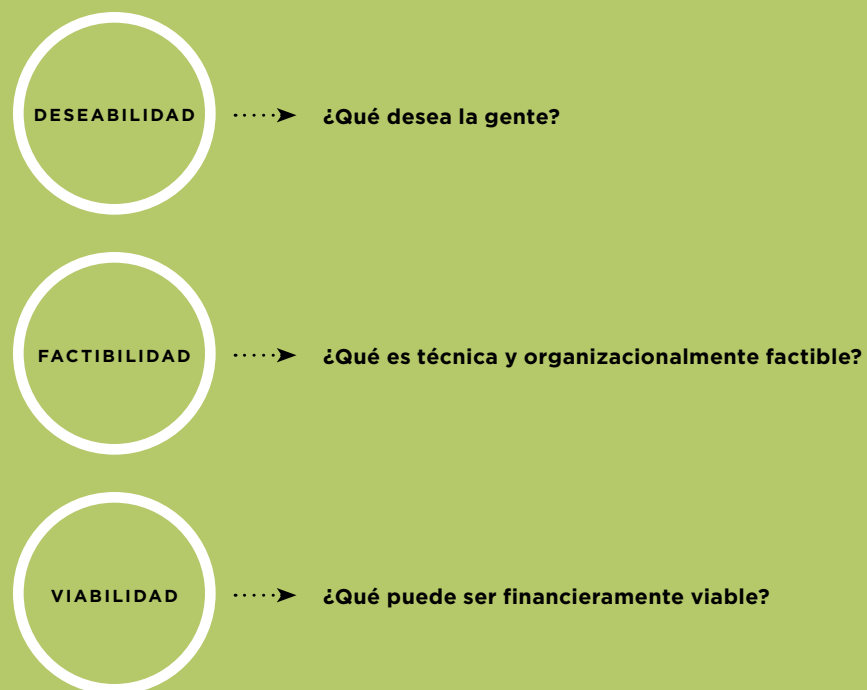 DESEABILIDAD
¿Qué desea la gente?
FACTIBILIDAD
¿Qué es técnica y organizacionalmente factible?
VIABILIDAD
¿Qué puede ser financieramente viable?